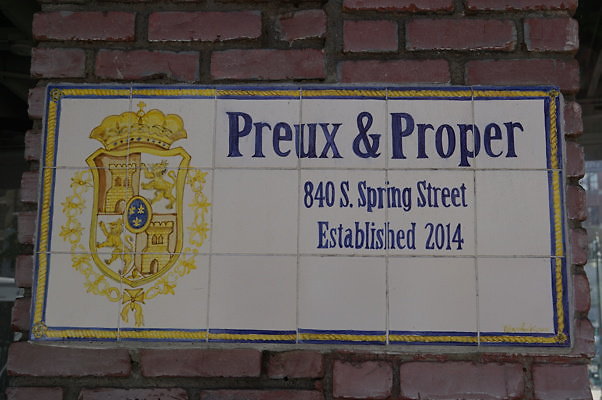 Preux & Proper
840 S. Spring Street
Established 2014